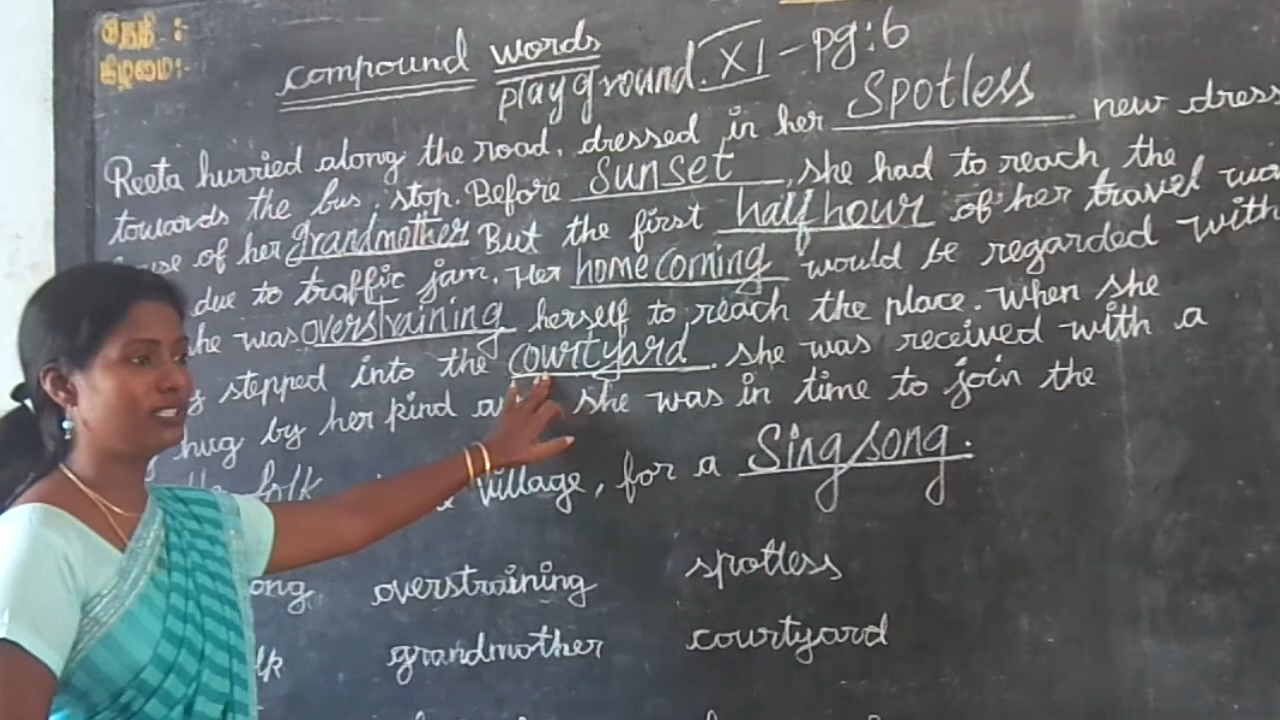 தேதி :-
கிழமை:-
compound words
playground. XI - pg: 6
Reeta hurried along the road, dressed in her Spotless new dress
towards the bus stop. Before Sunset, she had to reach the
of her grandmother But the first half hour of her travel
due to traffic jam. Her homecoming would be regarded with
she was overstraining herself to reach the place. When she
stepped into the courtyard. she was received with a
hug by her kind she was in time to join the
folk village, for a Singsong.
overstraining spotless
grandmother courtyard